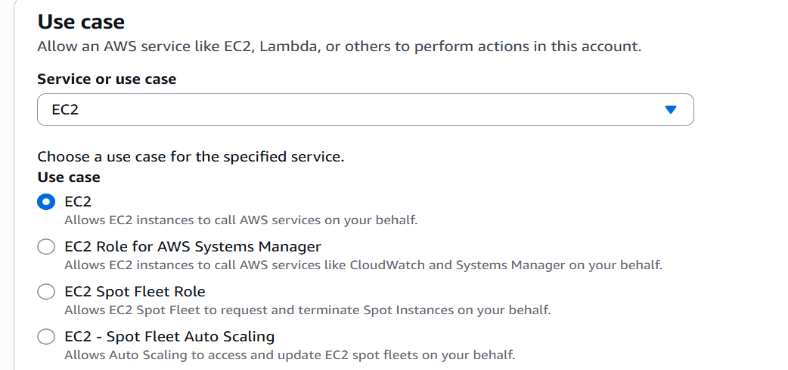 Use case
Allow an AWS service like EC2, Lambda, or others to perform actions in this account.
Service or use case
EC2
Choose a use case for the specified service.
Use case
EC2
Allows EC2 instances to call AWS services on your behalf.
EC2 Role for AWS Systems Manager
Allows EC2 instances to call AWS services like CloudWatch and Systems Manager on your behalf.
EC2 Spot Fleet Role
Allows EC2 Spot Fleet to request and terminate Spot Instances on your behalf.
EC2 - Spot Fleet Auto Scaling
Allows Auto Scaling to access and update EC2 spot fleets on your behalf.